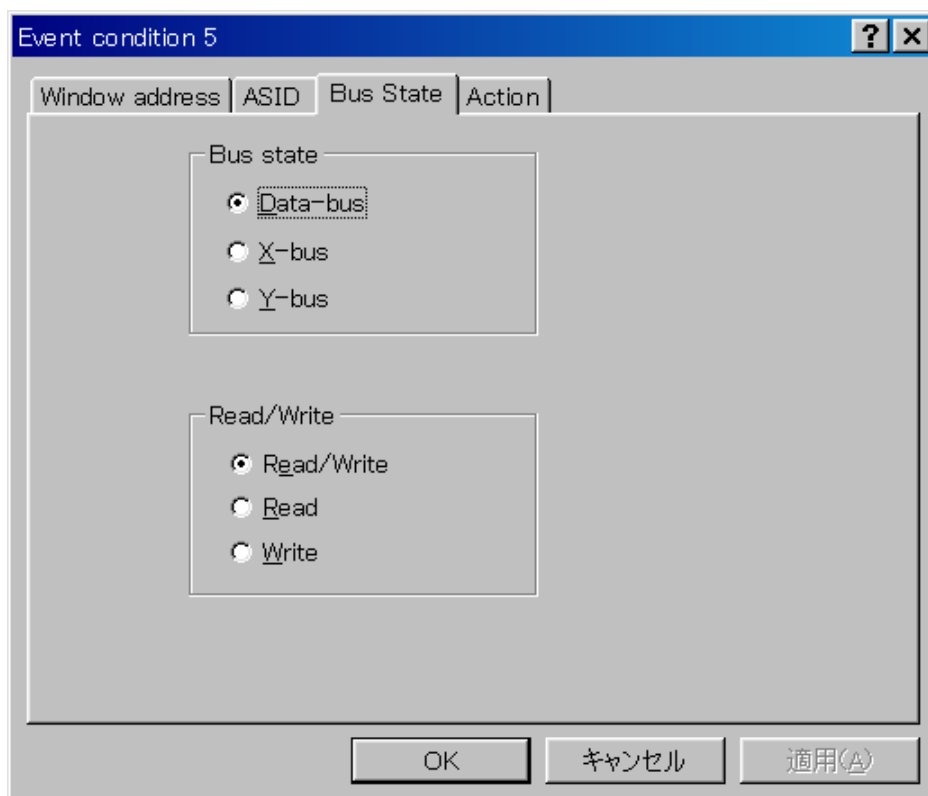 Event condition 5
Window address ASID Bus State Action
Bus state
Data-bus
X-bus
Y-bus
Read/Write
Read/Write
Read
Write
OK キャンセル 適用(A)